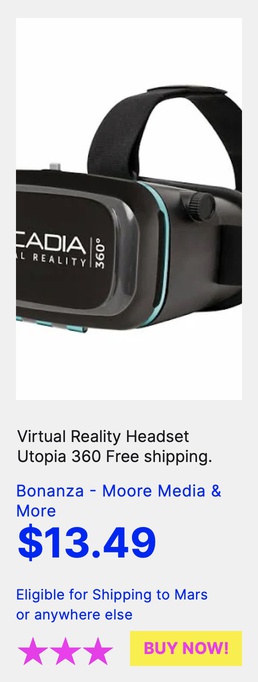 CADIA
AL REALITY
360°
Virtual Reality Headset
Utopia 360 Free shipping.
Bonanza - Moore Media &
More
$13.49
Eligible for Shipping to Mars
or anywhere else
BUY NOW!